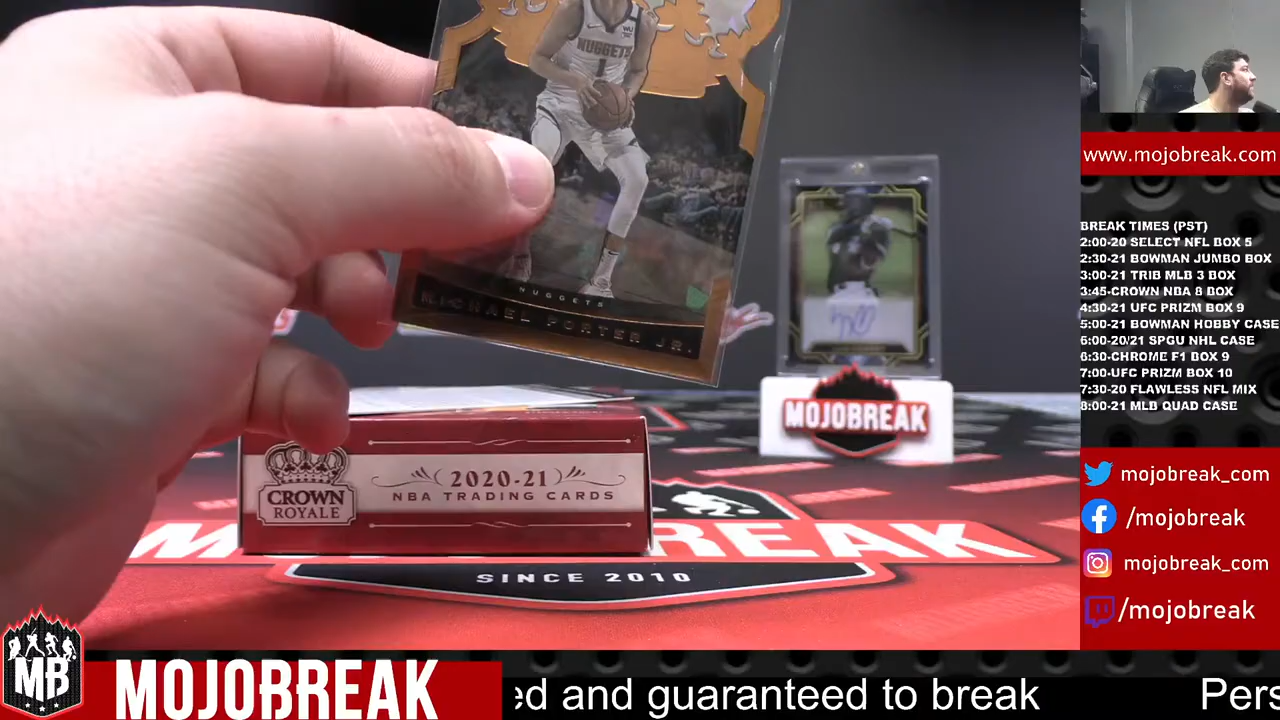 NUGGETS
1
NUGGETS
MICHAEL PORTER JR.
MOJOBREAK
CROWN
ROYALE
2020-21
NBA TRADING CARDS
SINCE 2010
www.mojobreak.com
BREAK TIMES (PST)
2:00-20 SELECT NFL BOX 5
2:30-21 BOWMAN JUMBO BOX
3:00-21 TRIB MLB 3 BOX
3:45-CROWN NBA 8 BOX
4:30-21 UFC PRIZM BOX 9
5:00-21 BOWMAN HOBBY CASE
6:00-20/21 SPGU NHL CASE
6:30-CHROME F1 BOX 9
7:00-UFC PRIZM BOX 10
7:30-20 FLAWLESS NFL MIX
8:00-21 MLB QUAD CASE
mojobreak_com
/mojobreak
mojobreak_com
/mojobreak
MB
MOJOBREAK
ed and guaranteed to break Pers